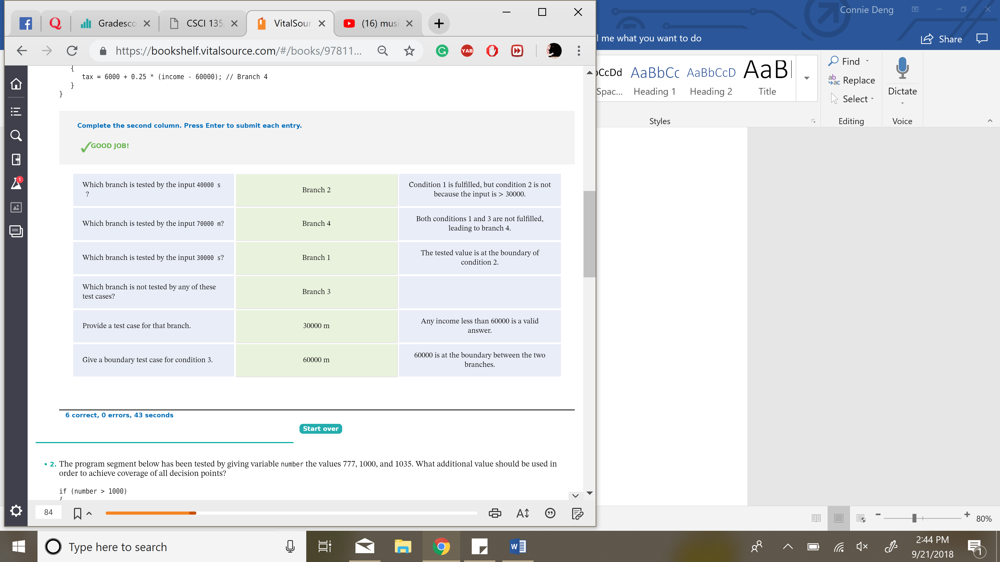 Gradesco
CSCI 135,
VitalSour
(16) musi
https://bookshelf.vitalsource.com/#/books/97811...
YAB
Connie Deng
l me what you want to do
Share
CcDd
AaBbCc
AaBbCcD
AaB
Spac...
Heading 1
Heading 2
Title
Find
Replace
Select
Dictate
Styles
Editing
Voice
{
tax = 6000 + 0.25 * (income - 60000); // Branch 4
}
}
Complete the second column. Press Enter to submit each entry.
GOOD JOB!
Which branch is tested by the input 40000 s
?
Branch 2
Condition 1 is fulfilled, but condition 2 is not
because the input is > 30000.
Which branch is tested by the input 70000 m?
Branch 4
Both conditions 1 and 3 are not fulfilled,
leading to branch 4.
Which branch is tested by the input 30000 s?
Branch 1
The tested value is at the boundary of
condition 2.
Which branch is not tested by any of these
test cases?
Branch 3
Provide a test case for that branch.
30000 m
Any income less than 60000 is a valid
answer.
Give a boundary test case for condition 3.
60000 m
60000 is at the boundary between the two
branches.
6 correct, 0 errors, 43 seconds
Start over
• 2. The program segment below has been tested by giving variable number the values 777, 1000, and 1035. What additional value should be used in
order to achieve coverage of all decision points?
if (number > 1000)
{
84
80%
Type here to search
2:44 PM
9/21/2018
1